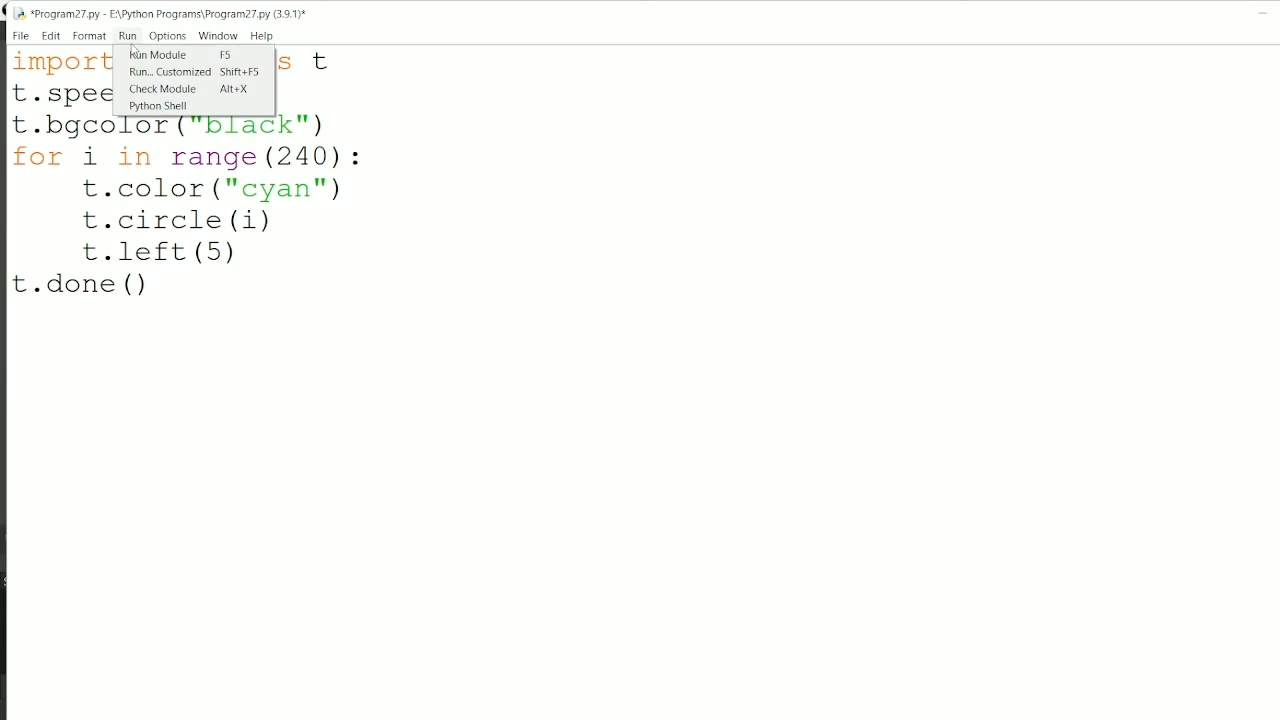 *Program27.py - E:\Python Programs\Program27.py (3.9.1)*
File Edit Format Run Options Window Help
Run Module F5
Run... Customized Shift+F5
Check Module Alt+X
Python Shell
import s t
t.spee
t.bgcolor("black")
for i in range(240):
    t.color("cyan")
    t.circle(i)
    t.left(5)
t.done()